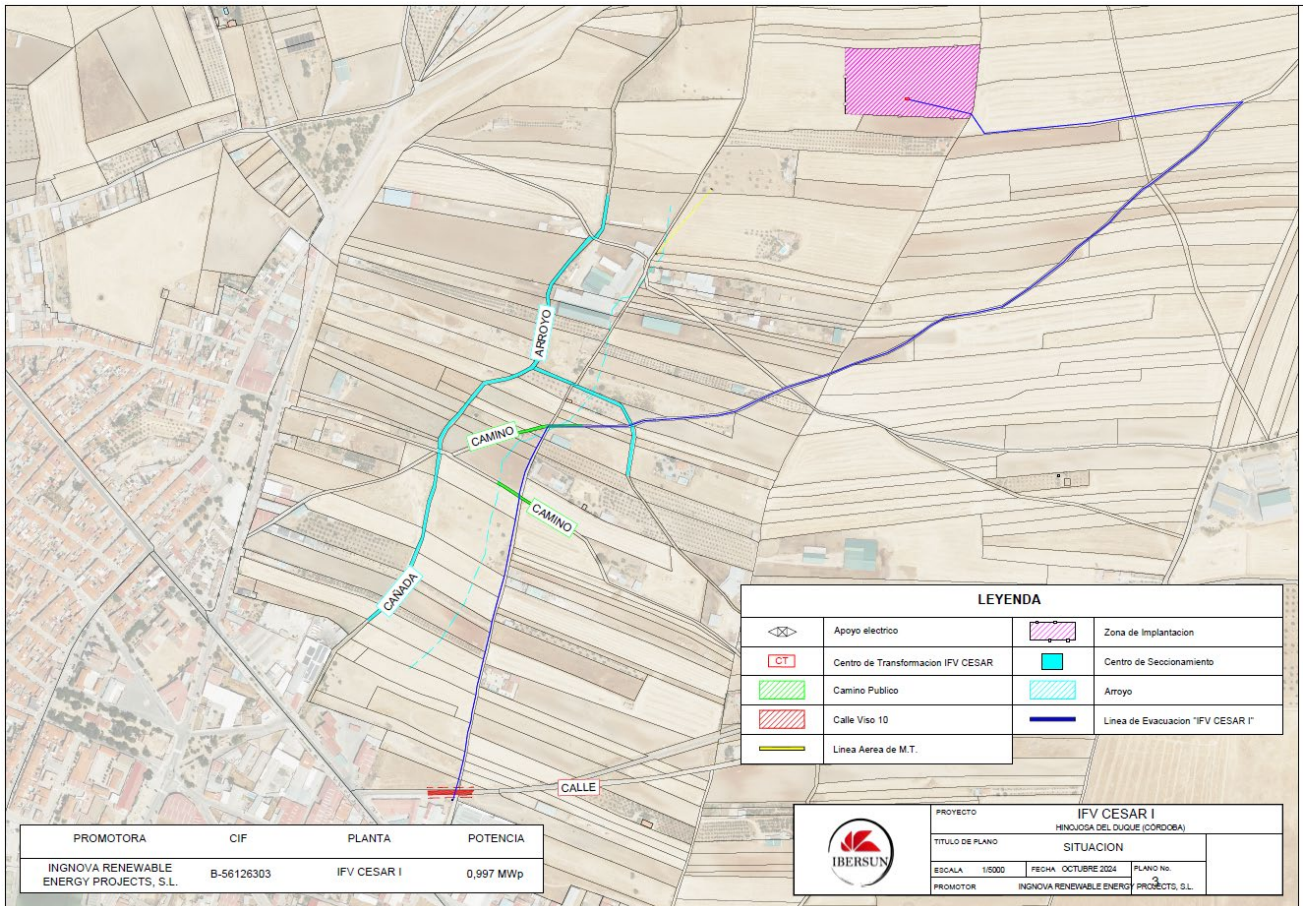 ARROYO
CAMINO
CAMINO
CAÑADA
CALLE
LEYENDA
Apoyo electrico
Zona de Implantacion
CT
Centro de Transformacion IFV CESAR
Centro de Seccionamiento
Camino Publico
Arroyo
Calle Viso 10
Linea de Evacuacion "IFV CESAR I"
Linea Aerea de M.T.
PROMOTORA CIF PLANTA POTENCIA
INGNOVA RENEWABLE
ENERGY PROJECTS, S.L.
B-56126303
IFV CESAR I
0,997 MWp
IBERSUN
PROYECTO
IFV CESAR I
HINOJOSA DEL DUQUE (CÓRDOBA)
TITULO DE PLANO
SITUACION
ESCALA 1/5000
FECHA OCTUBRE 2024
PLANO No.
3
PROMOTOR
INGNOVA RENEWABLE ENERGY PROJECTS, S.L.